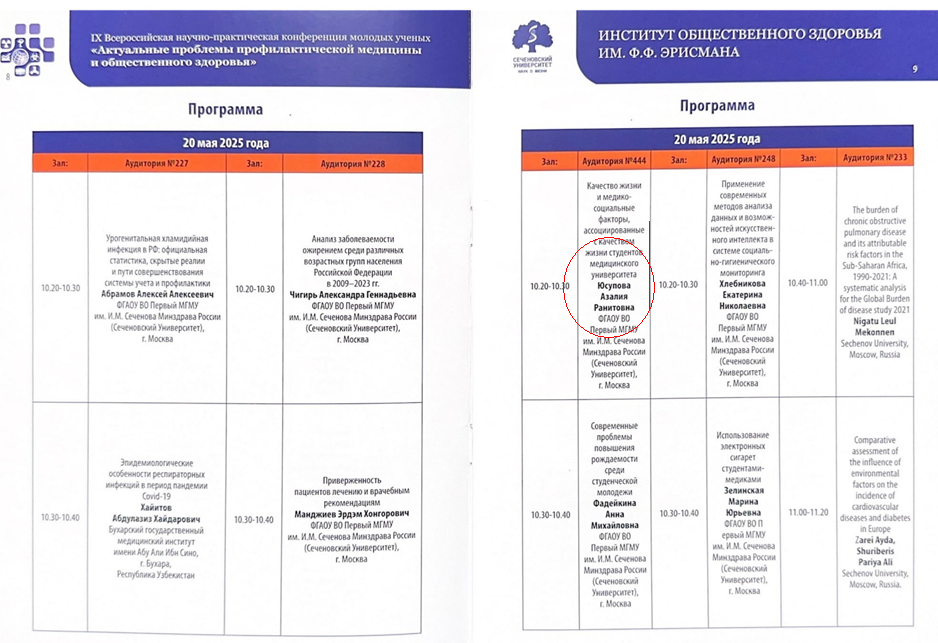 IX Всероссийская научно-практическая конференция молодых ученых
«Актуальные проблемы профилактической медицины
и общественного здоровья»
8
Программа
20 мая 2025 года
Зал:
Аудитория №227
Зал:
Аудитория №228
10.20-10.30
Урогенитальная хламидийная
инфекция в РФ: официальная
статистика, скрытые реалии
и пути совершенствования
системы учета и профилактики
Абрамов Алексей Алексеевич
ФГАОУ ВО Первый МГМУ
им. И.М. Сеченова Минздрава России
(Сеченовский Университет),
г. Москва
10.20-10.30
Анализ заболеваемости
ожирением среди различных
возрастных групп населения
Российской Федерации
в 2009–2023 гг.
Чигирь Александра Геннадьевна
ФГАОУ ВО Первый МГМУ
им. И.М. Сеченова Минздрава России
(Сеченовский Университет),
г. Москва
10.30-10.40
Эпидемиологические
особенности респираторных
инфекций в период пандемии
Covid-19
Хайитов
Абдулазиз Хайдарович
Бухарский государственный
медицинский институт
имени Абу Али Ибн Сино,
г. Бухара,
Республика Узбекистан
10.30-10.40
Приверженность
пациентов лечению и врачебным
рекомендациям
Манджиев Эрдэм Хонгорович
ФГАОУ ВО Первый МГМУ
им. И.М. Сеченова Минздрава России
(Сеченовский Университет),
г. Москва
СЕЧЕНОВСКИЙ
УНИВЕРСИТЕТ
НАУК О ЖИЗНИ
ИНСТИТУТ ОБЩЕСТВЕННОГО ЗДОРОВЬЯ
ИМ. Ф.Ф. ЭРИСМАНА
9
Программа
20 мая 2025 года
Зал:
Аудитория №444
Зал:
Аудитория №248
Зал:
Аудитория №233
10.20-10.30
Качество жизни
и медико-
социальные
факторы,
ассоциированные
с качеством
жизни студентов
медицинского
университета
Юсупова
Азалия
Ранитовна
ФГАОУ ВО
Первый МГМУ
им. И.М. Сеченова
Минздрава России
(Сеченовский
Университет),
г. Москва
10.20-10.30
Применение
современных
методов анализа
данных и возмож-
ностей искусствен-
ного интеллекта в
системе социаль-
но-гигиенического
мониторинга
Хлебникова
Екатерина
Николаевна
ФГАОУ ВО
Первый МГМУ
им. И.М. Сеченова
Минздрава России
(Сеченовский
Университет),
г. Москва
10.40-11.00
The burden of
chronic obstructive
pulmonary disease
and its attributable
risk factors in the
Sub-Saharan Africa,
1990-2021: A
systematic analysis
for the Global Burden
of disease study 2021
Nigatu Leul
Mekonnen
Sechenov University,
Moscow, Russia
10.30-10.40
Современные
проблемы
повышения
рождаемости
среди
студенческой
молодежи
Фадейкина
Анна
Михайловна
ФГАОУ ВО
Первый МГМУ
им. И.М. Сеченова
Минздрава России
(Сеченовский
Университет),
г. Москва
10.30-10.40
Использование
электронных
сигарет
студентами-
медиками
Зелинская
Марина
Юрьевна
ФГАОУ ВО П
ервый МГМУ
им. И.М. Сеченова
Минздрава России
(Сеченовский
Университет),
г. Москва
11.00-11.20
Comparative
assessment of
the influence of
environmental
factors on the
incidence of
cardiovascular
diseases and diabetes
in Europe
Zarei Ayda,
Shuriberis
Pariya Ali
Sechenov University,
Moscow, Russia.